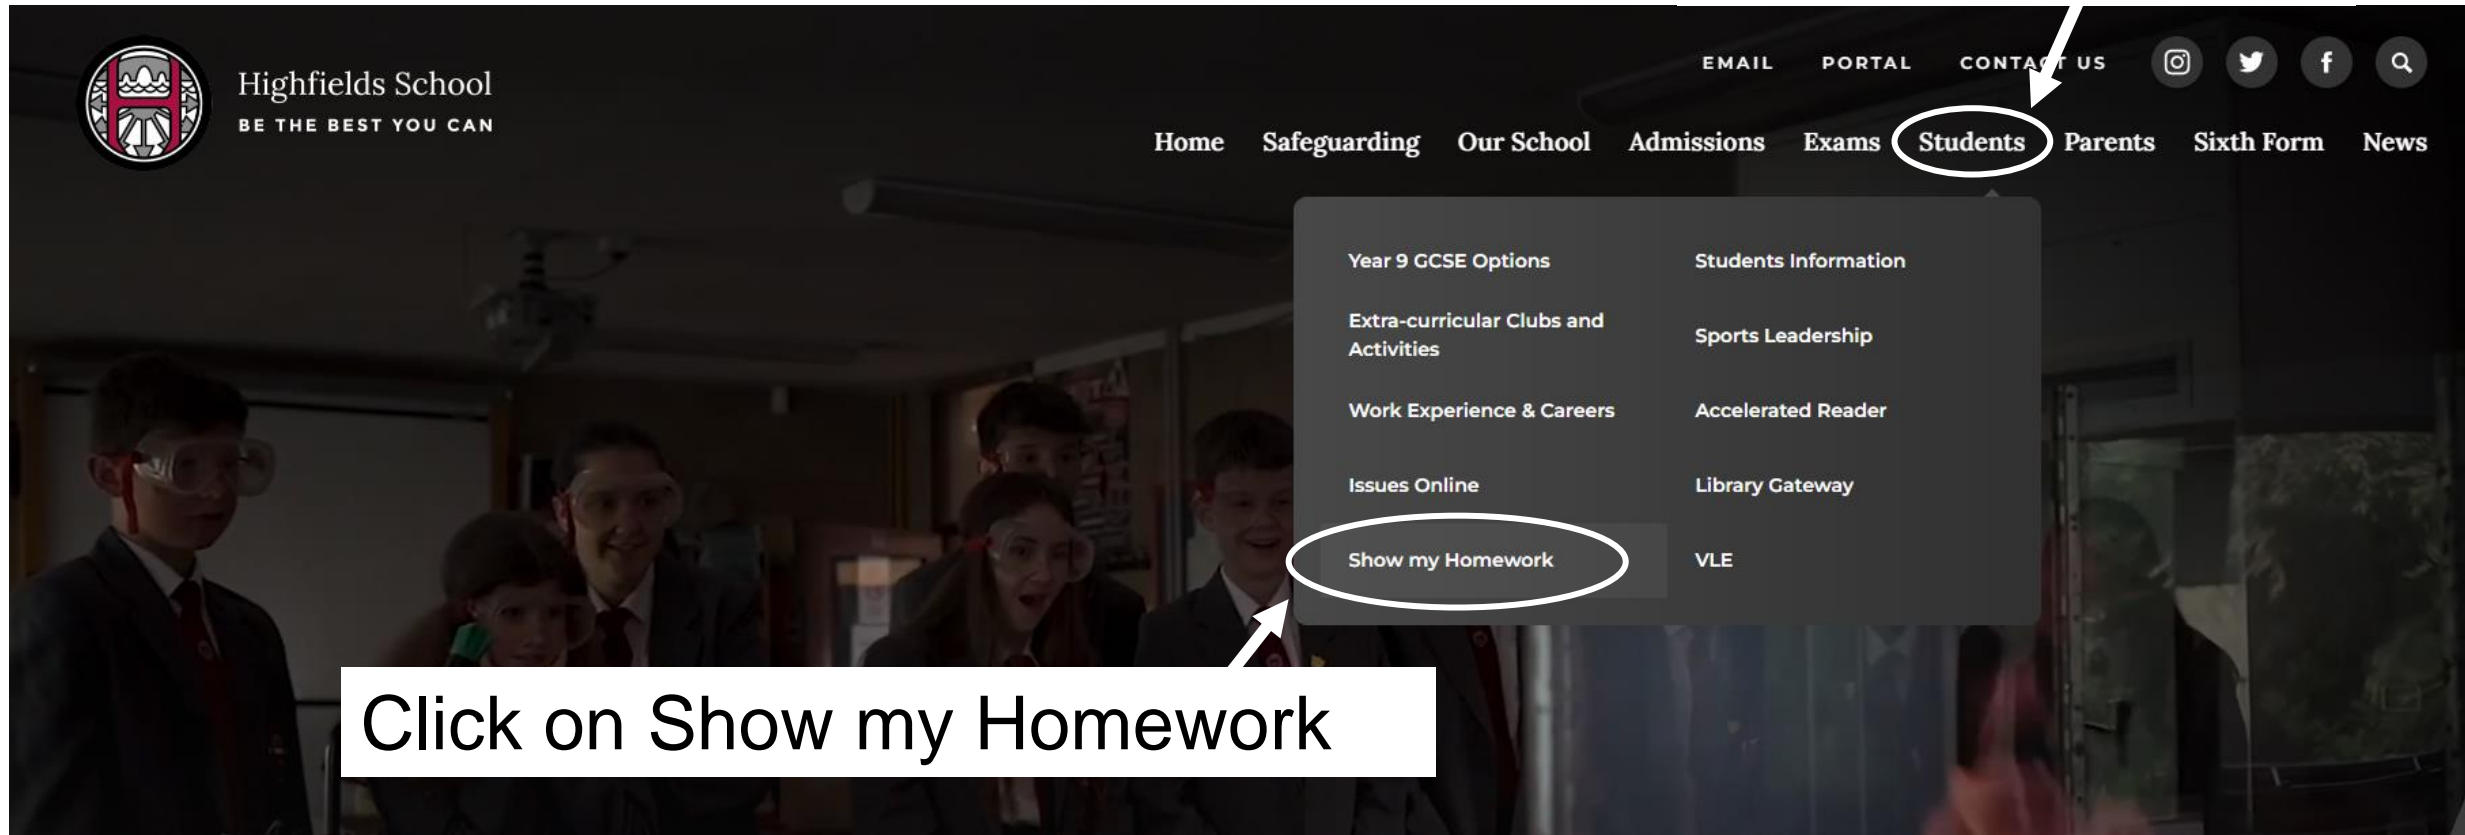 Highfields School
BE THE BEST YOU CAN
EMAIL PORTAL CONTACT US
Home Safeguarding Our School Admissions Exams Students Parents Sixth Form News
Year 9 GCSE Options
Students Information
Extra-curricular Clubs and
Activities
Sports Leadership
Work Experience & Careers
Accelerated Reader
Issues Online
Library Gateway
Show my Homework
VLE
Click on Show my Homework